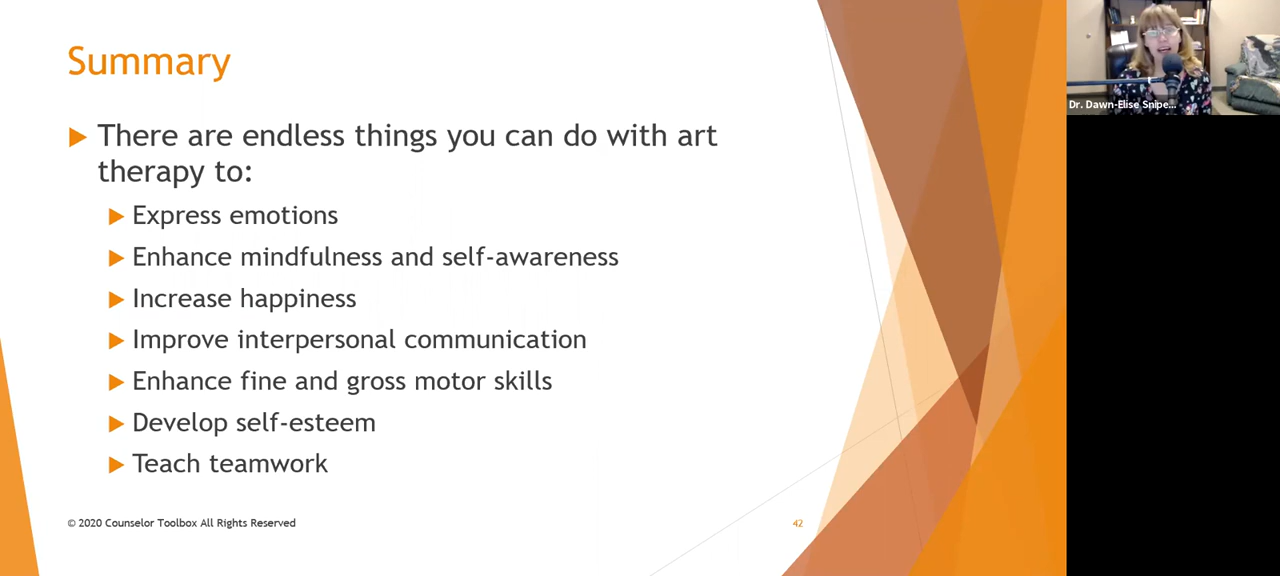 Summary
There are endless things you can do with art
therapy to:
Express emotions
Enhance mindfulness and self-awareness
Increase happiness
Improve interpersonal communication
Enhance fine and gross motor skills
Develop self-esteem
Teach teamwork
© 2020 Counselor Toolbox All Rights Reserved
42
Dr. Dawn-Elise Snipe...